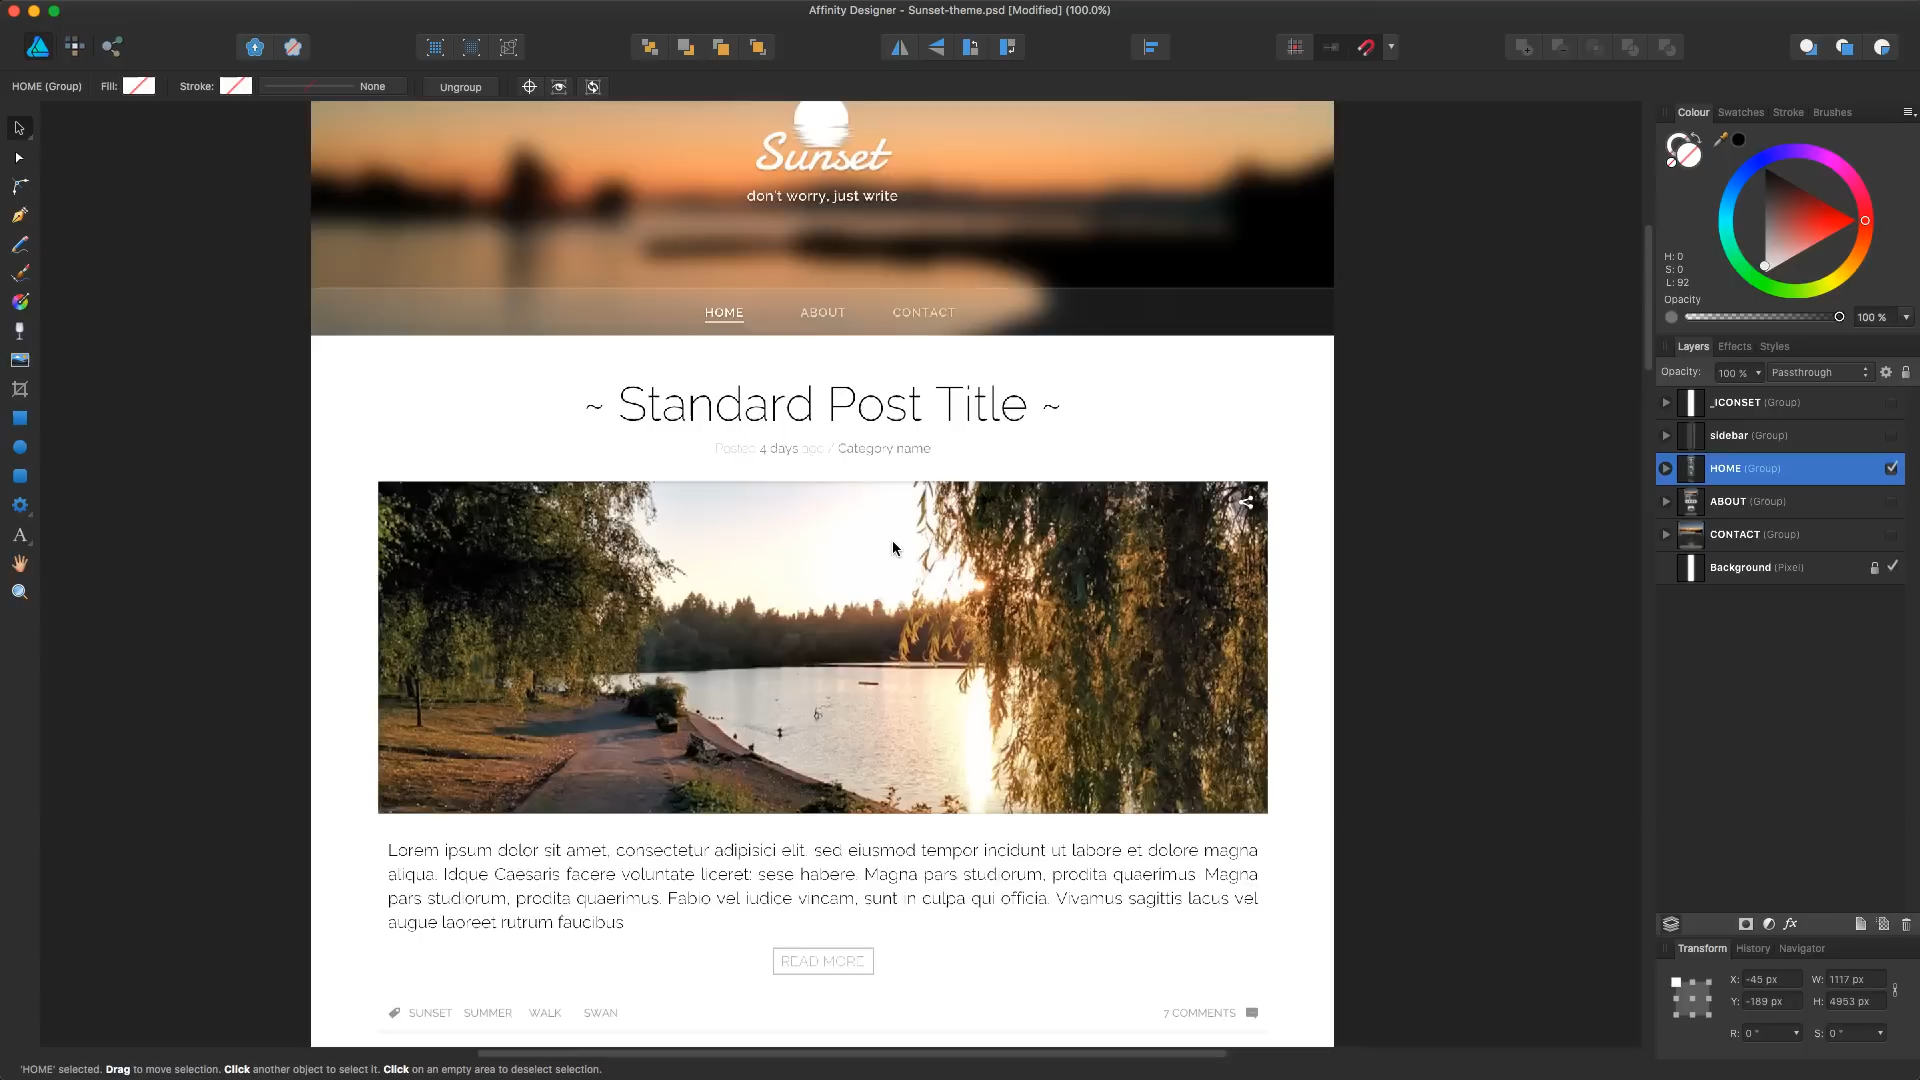 Affinity Designer - Sunset-theme.psd [Modified] (100.0%)
HOME (Group) Fill: Stroke: None Ungroup
Colour Swatches Stroke Brushes
H: 0
S: 0
L: 92
Opacity
100 %
Sunset
don't worry, just write
HOME ABOUT CONTACT
~ Standard Post Title ~
Posted 4 days ago / Category name
Lorem ipsum dolor sit amet, consectetur adipisici elit, sed eiusmod tempor incidunt ut labore et dolore magna
aliqua. Idque Caesaris facere voluntate liceret: sese habere. Magna pars studiorum, prodita quaerimus. Magna
pars studiorum, prodita quaerimus. Fabio vel iudice vincam, sunt in culpa qui officia. Vivamus sagittis lacus vel
augue laoreet rutrum faucibus
READ MORE
SUNSET SUMMER WALK SWAN 7 COMMENTS
Layers Effects Styles
Opacity: 100 % Passthrough
_ICONSET (Group)
sidebar (Group)
HOME (Group)
ABOUT (Group)
CONTACT (Group)
Background (Pixel)
fx
Transform History Navigator
X: -45 px W: 1117 px
Y: -189 px H: 4953 px
R: 0 ° S: 0 °
'HOME' selected. Drag to move selection. Click another object to select it. Click on an empty area to deselect selection.